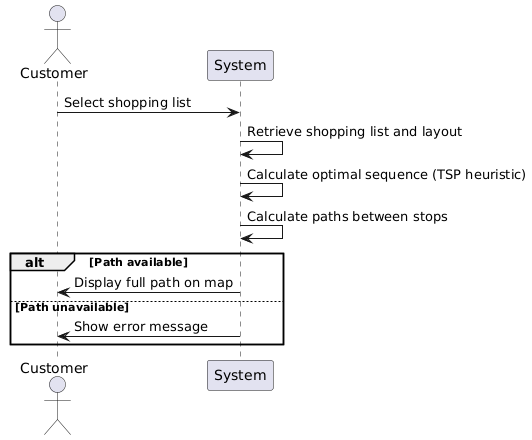 Customer
System
Select shopping list
Retrieve shopping list and layout
Calculate optimal sequence (TSP heuristic)
Calculate paths between stops
alt [Path available]
Display full path on map
[Path unavailable]
Show error message
Customer
System